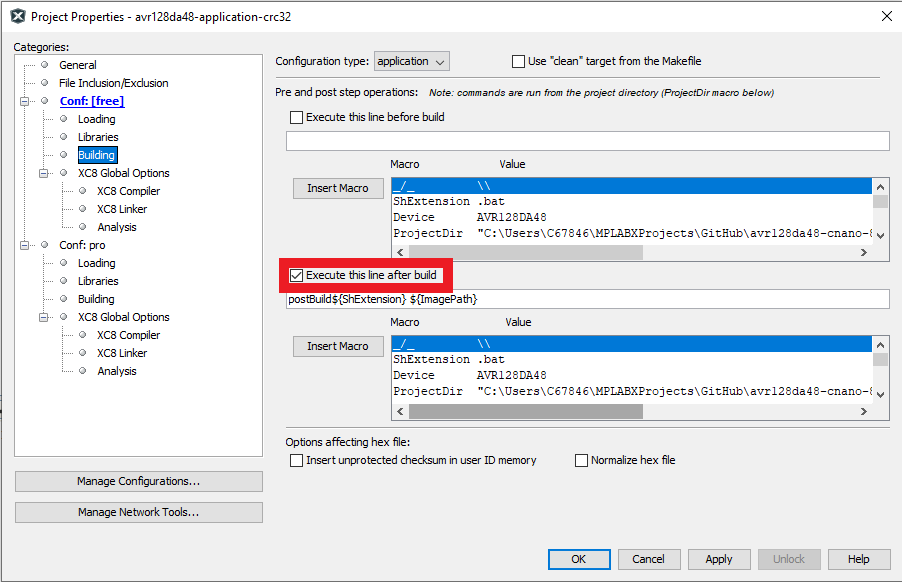 Project Properties - avr128da48-application-crc32
Categories:
General
File Inclusion/Exclusion
Conf: [free]
Loading
Libraries
Building
XC8 Global Options
XC8 Compiler
XC8 Linker
Analysis
Conf: pro
Loading
Libraries
Building
XC8 Global Options
XC8 Compiler
XC8 Linker
Analysis
Manage Configurations...
Manage Network Tools...
Configuration type: application Use "clean" target from the Makefile
Pre and post step operations: Note: commands are run from the project directory (ProjectDir macro below)
Execute this line before build
Macro Value
Insert Macro
_/_ \\
ShExtension .bat
Device AVR128DA48
ProjectDir "C:\Users\C67846\MPLABXProjects\GitHub\avr128da48-cnano-8
Execute this line after build
postBuild${ShExtension} ${ImagePath}
Macro Value
Insert Macro
_/_ \\
ShExtension .bat
Device AVR128DA48
ProjectDir "C:\Users\C67846\MPLABXProjects\GitHub\avr128da48-cnano-8
Options affecting hex file:
Insert unprotected checksum in user ID memory Normalize hex file
OK Cancel Apply Unlock Help